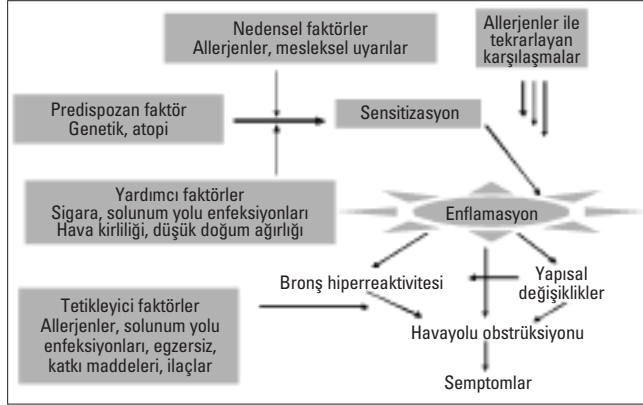 Nedensel faktörler
Allerjenler, mesleksel uyarılar
Allerjenler ile
tekrarlayan
karşılaşmalar
Predispozan faktör
Genetik, atopi
Sensitizasyon
Yardımcı faktörler
Sigara, solunum yolu enfeksiyonları
Hava kirliliği, düşük doğum ağırlığı
Enflamasyon
Bronş hiperreaktivitesi
Yapısal
değişiklikler
Tetikleyici faktörler
Allerjenler, solunum yolu
enfeksiyonları, egzersiz,
katkı maddeleri, ilaçlar
Havayolu obstrüksiyonu
Semptomlar